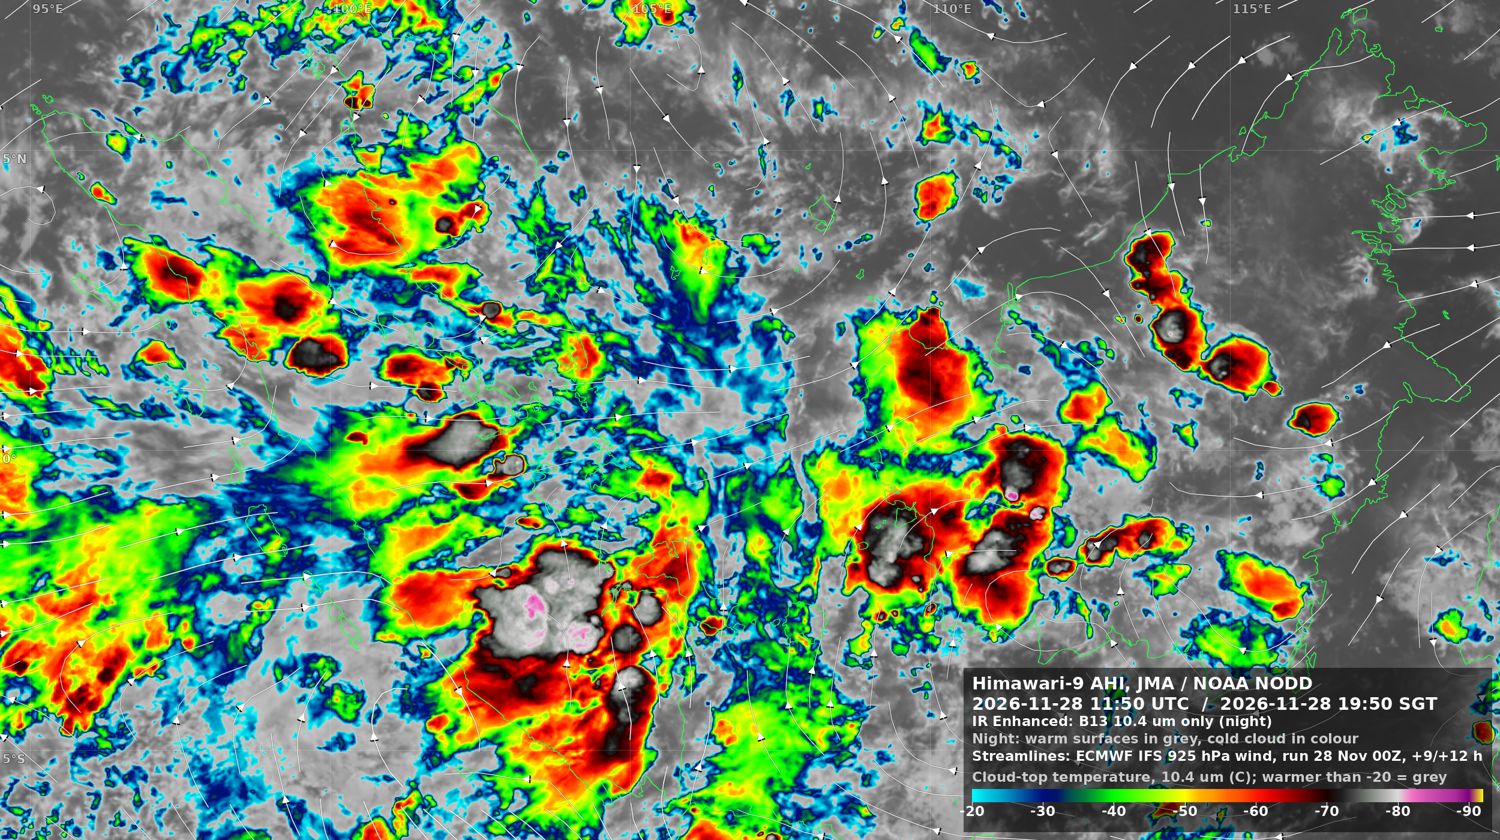 95°E 100°E 105°E 110°E 115°E
5°N
0°
5°S
Himawari-9 AHI, JMA / NOAA NODD
2026-11-28 11:50 UTC / 2026-11-28 19:50 SGT
IR Enhanced: B13 10.4 um only (night)
Night: warm surfaces in grey, cold cloud in colour
Streamlines: ECMWF IFS 925 hPa wind, run 28 Nov 00Z, +9/+12 h
Cloud-top temperature, 10.4 um (C); warmer than -20 = grey
-20 -30 -40 -50 -60 -70 -80 -90